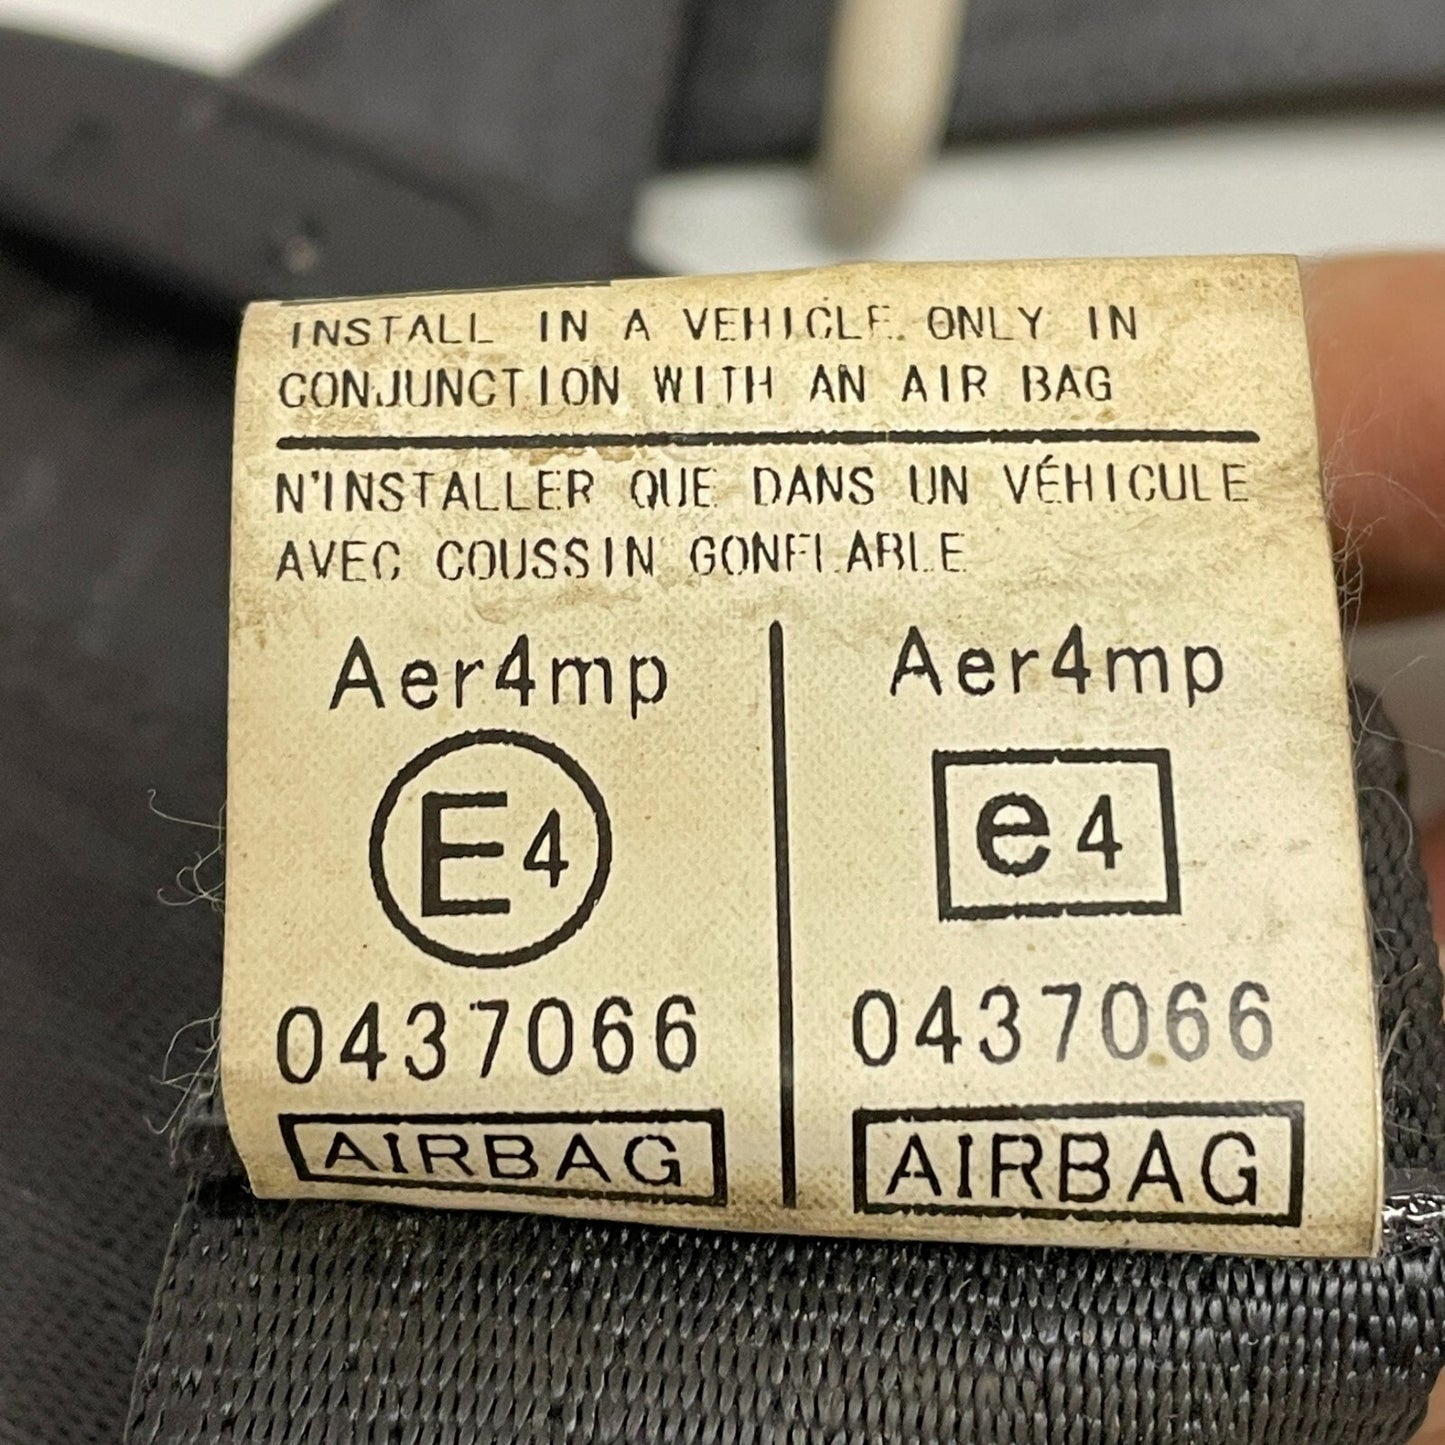 INSTALL IN A VEHICLE ONLY IN
CONJUNCTION WITH AN AIR BAG
N'INSTALLER QUE DANS UN VÉHICULE
AVEC COUSSIN GONFLABLE
Aer4mp
E4
0437066
AIRBAG
Aer4mp
e4
0437066
AIRBAG